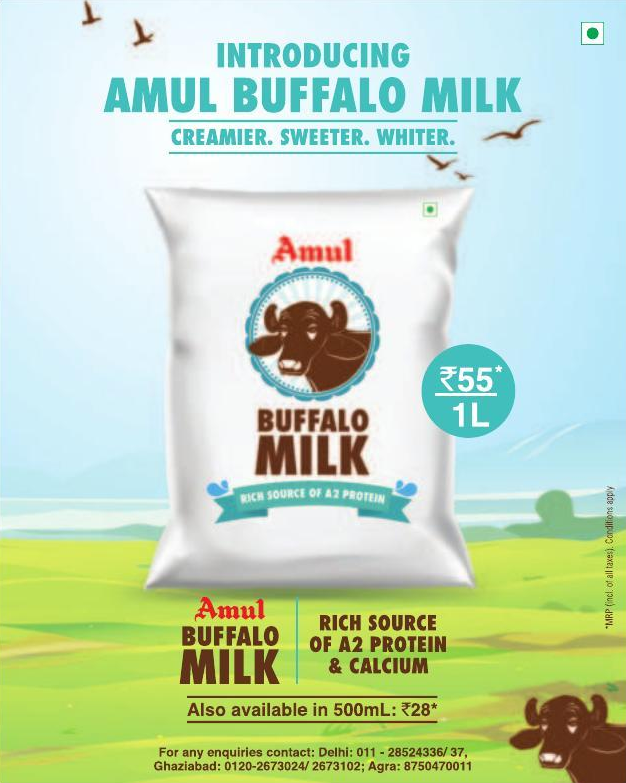 INTRODUCING
AMUL BUFFALO MILK
CREAMIER. SWEETER. WHITER.
Amul
BUFFALO
MILK
RICH SOURCE OF A2 PROTEIN
₹55*
1L
*MRP (incl. of all taxes). Conditions apply
Amul
BUFFALO
MILK
RICH SOURCE
OF A2 PROTEIN
& CALCIUM
Also available in 500mL: ₹28*
For any enquiries contact: Delhi: 011 - 28524336/ 37,
Ghaziabad: 0120-2673024/ 2673102; Agra: 8750470011